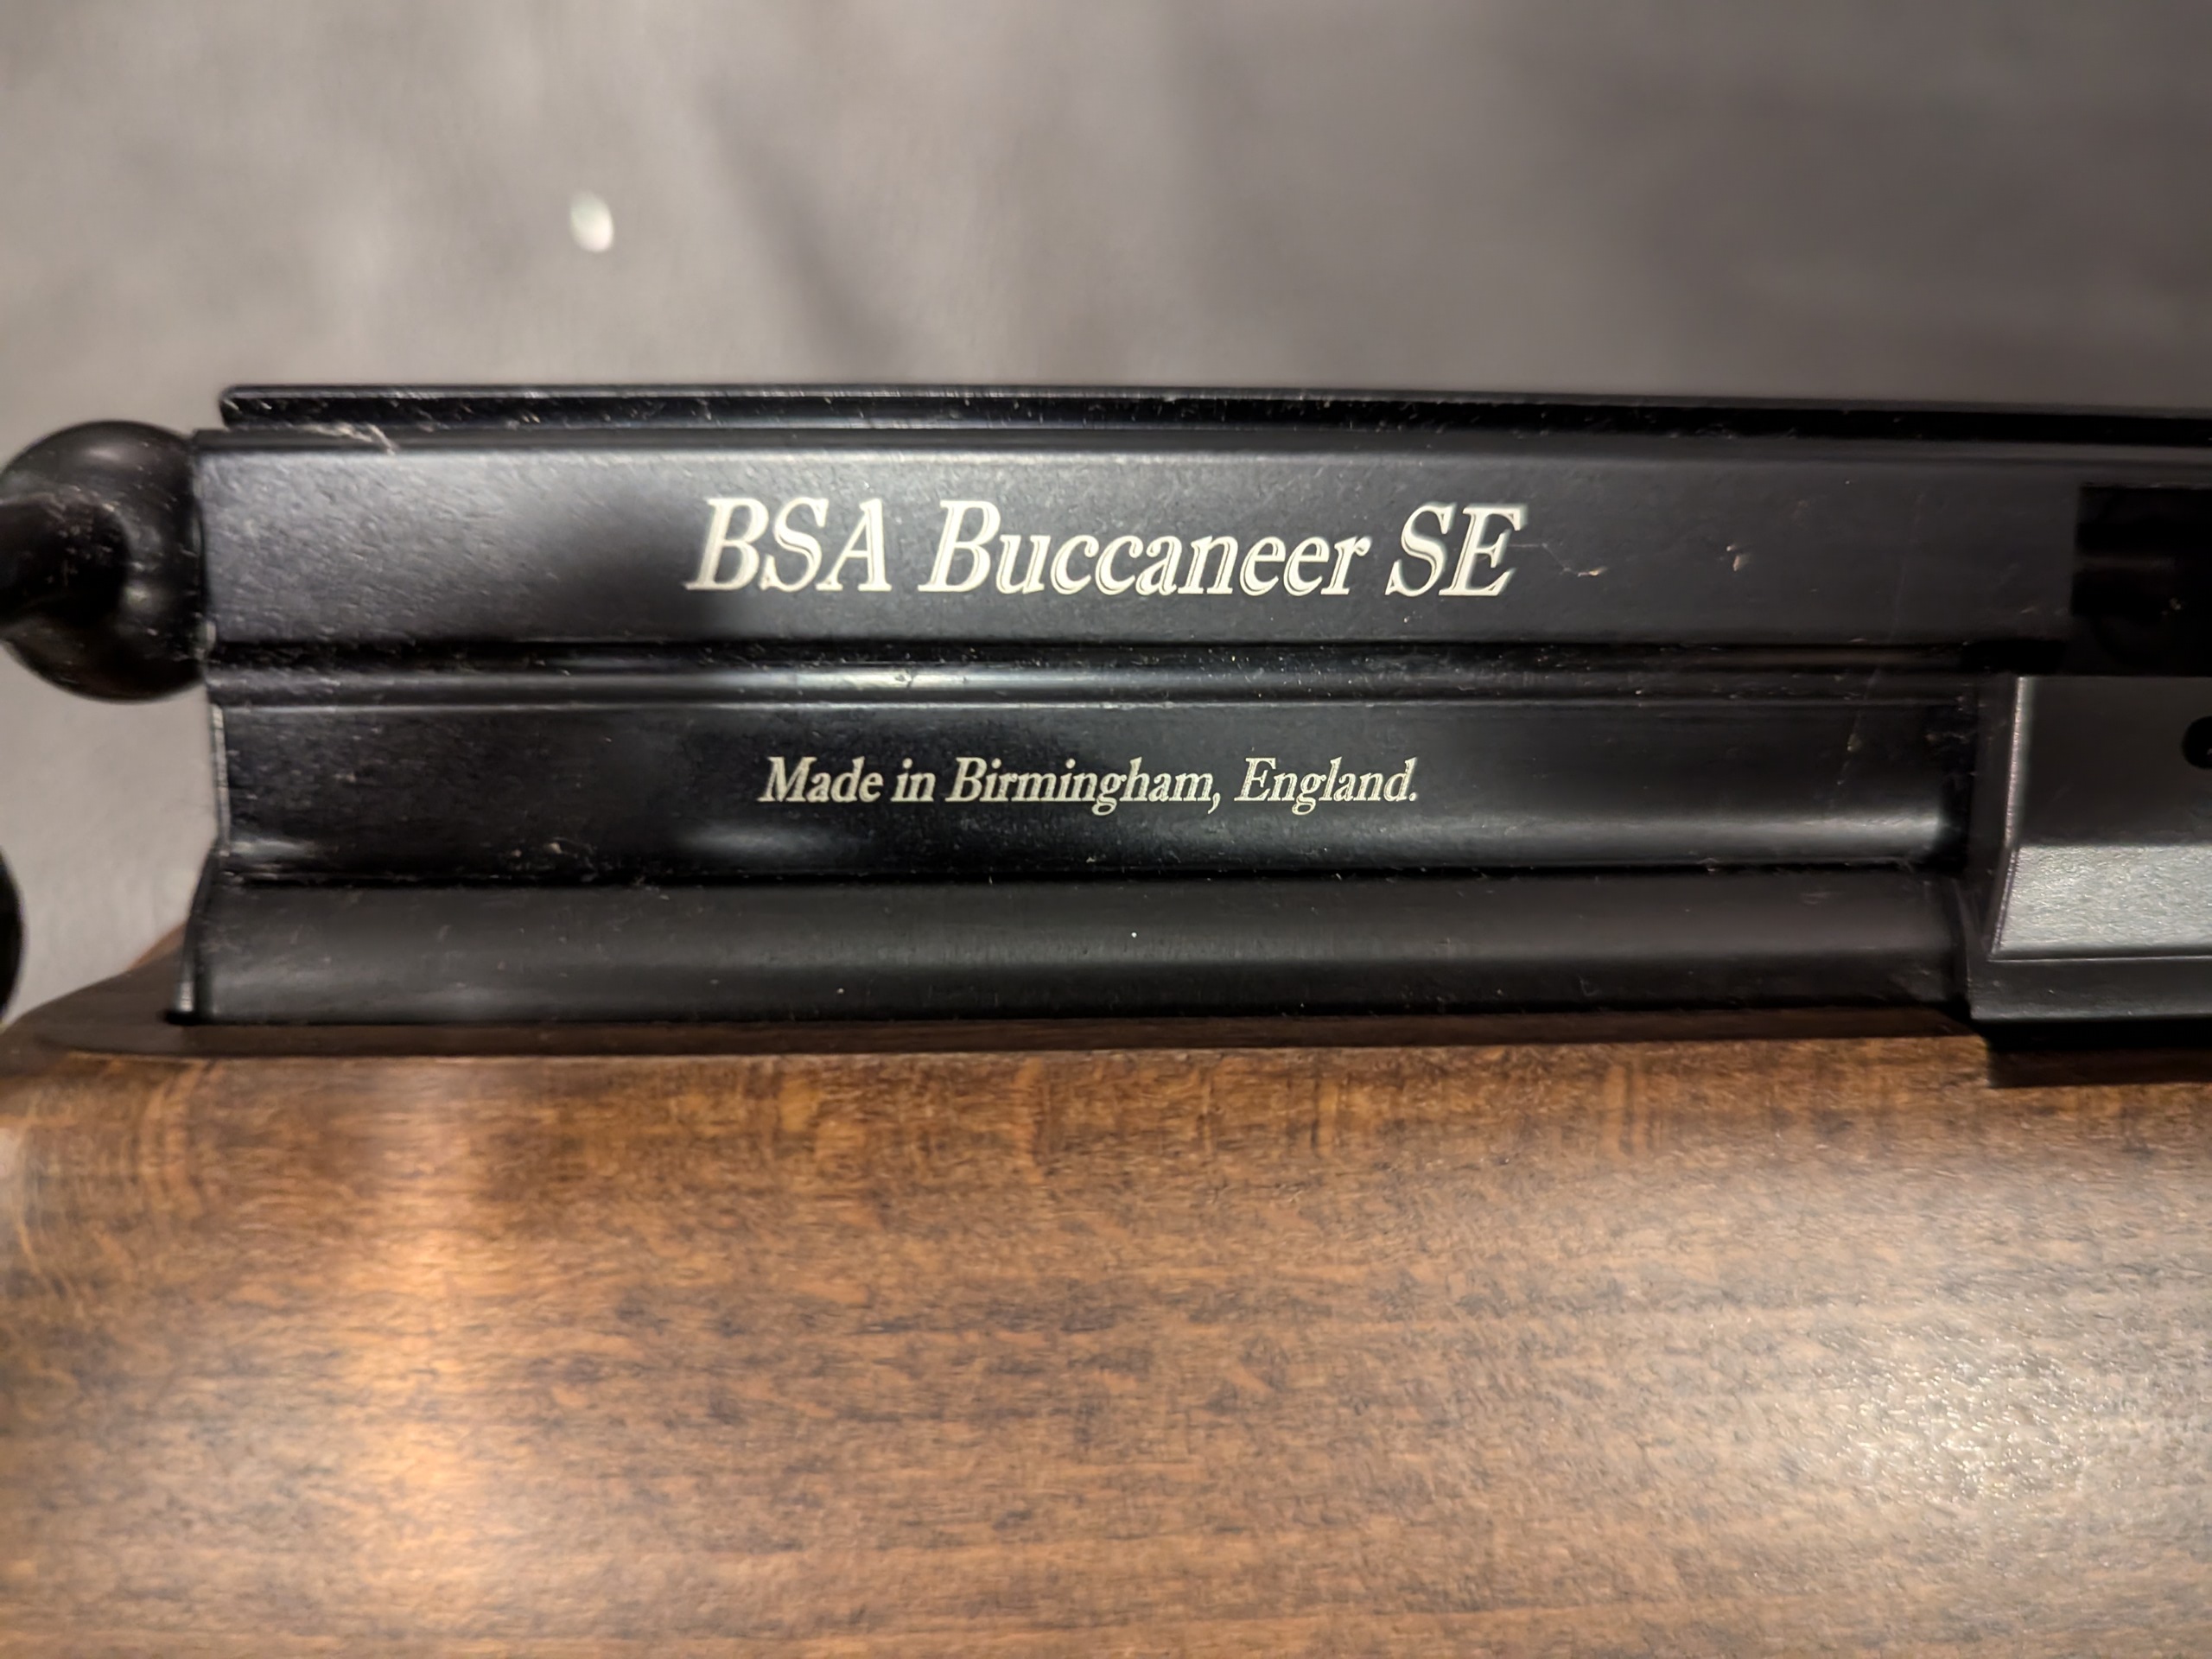 BSA Buccaneer SE
Made in Birmingham, England.